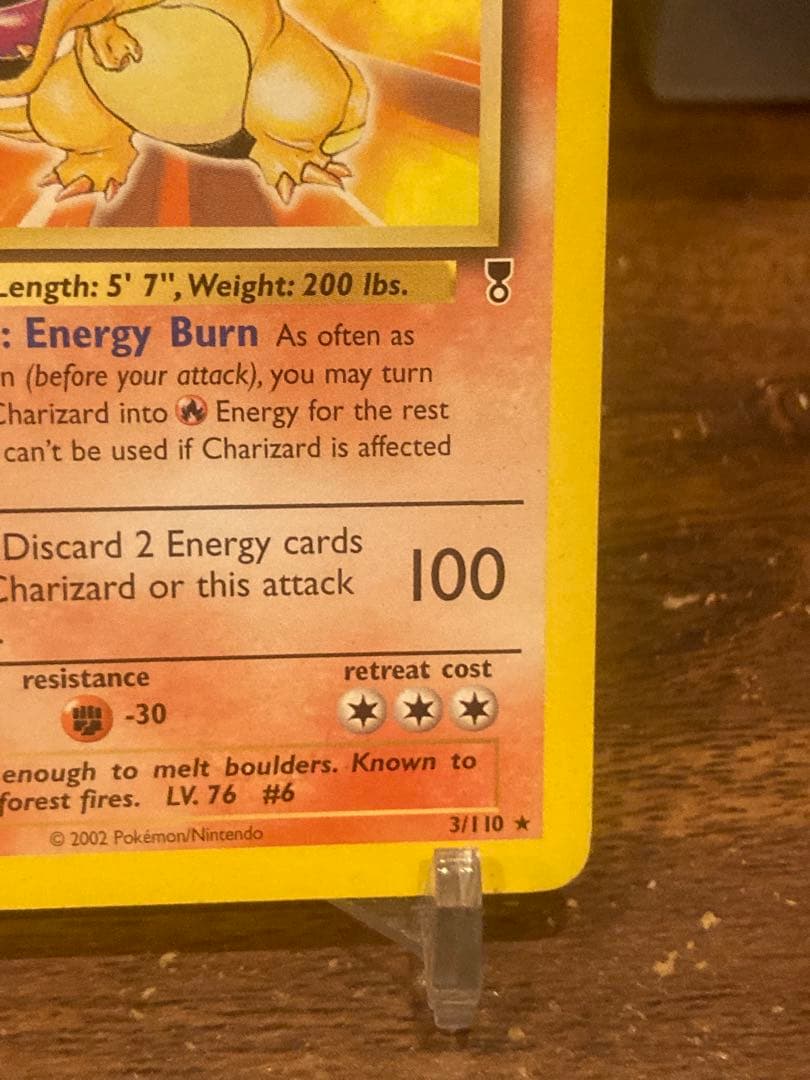 Length: 5' 7", Weight: 200 lbs.
: Energy Burn As often as
n (before your attack), you may turn
Charizard into Energy for the rest
can't be used if Charizard is affected
Discard 2 Energy cards
Charizard or this attack
100
resistance
retreat cost
-30
enough to melt boulders. Known to
forest fires. LV. 76 #6
© 2002 Pokémon/Nintendo
3/110 ★